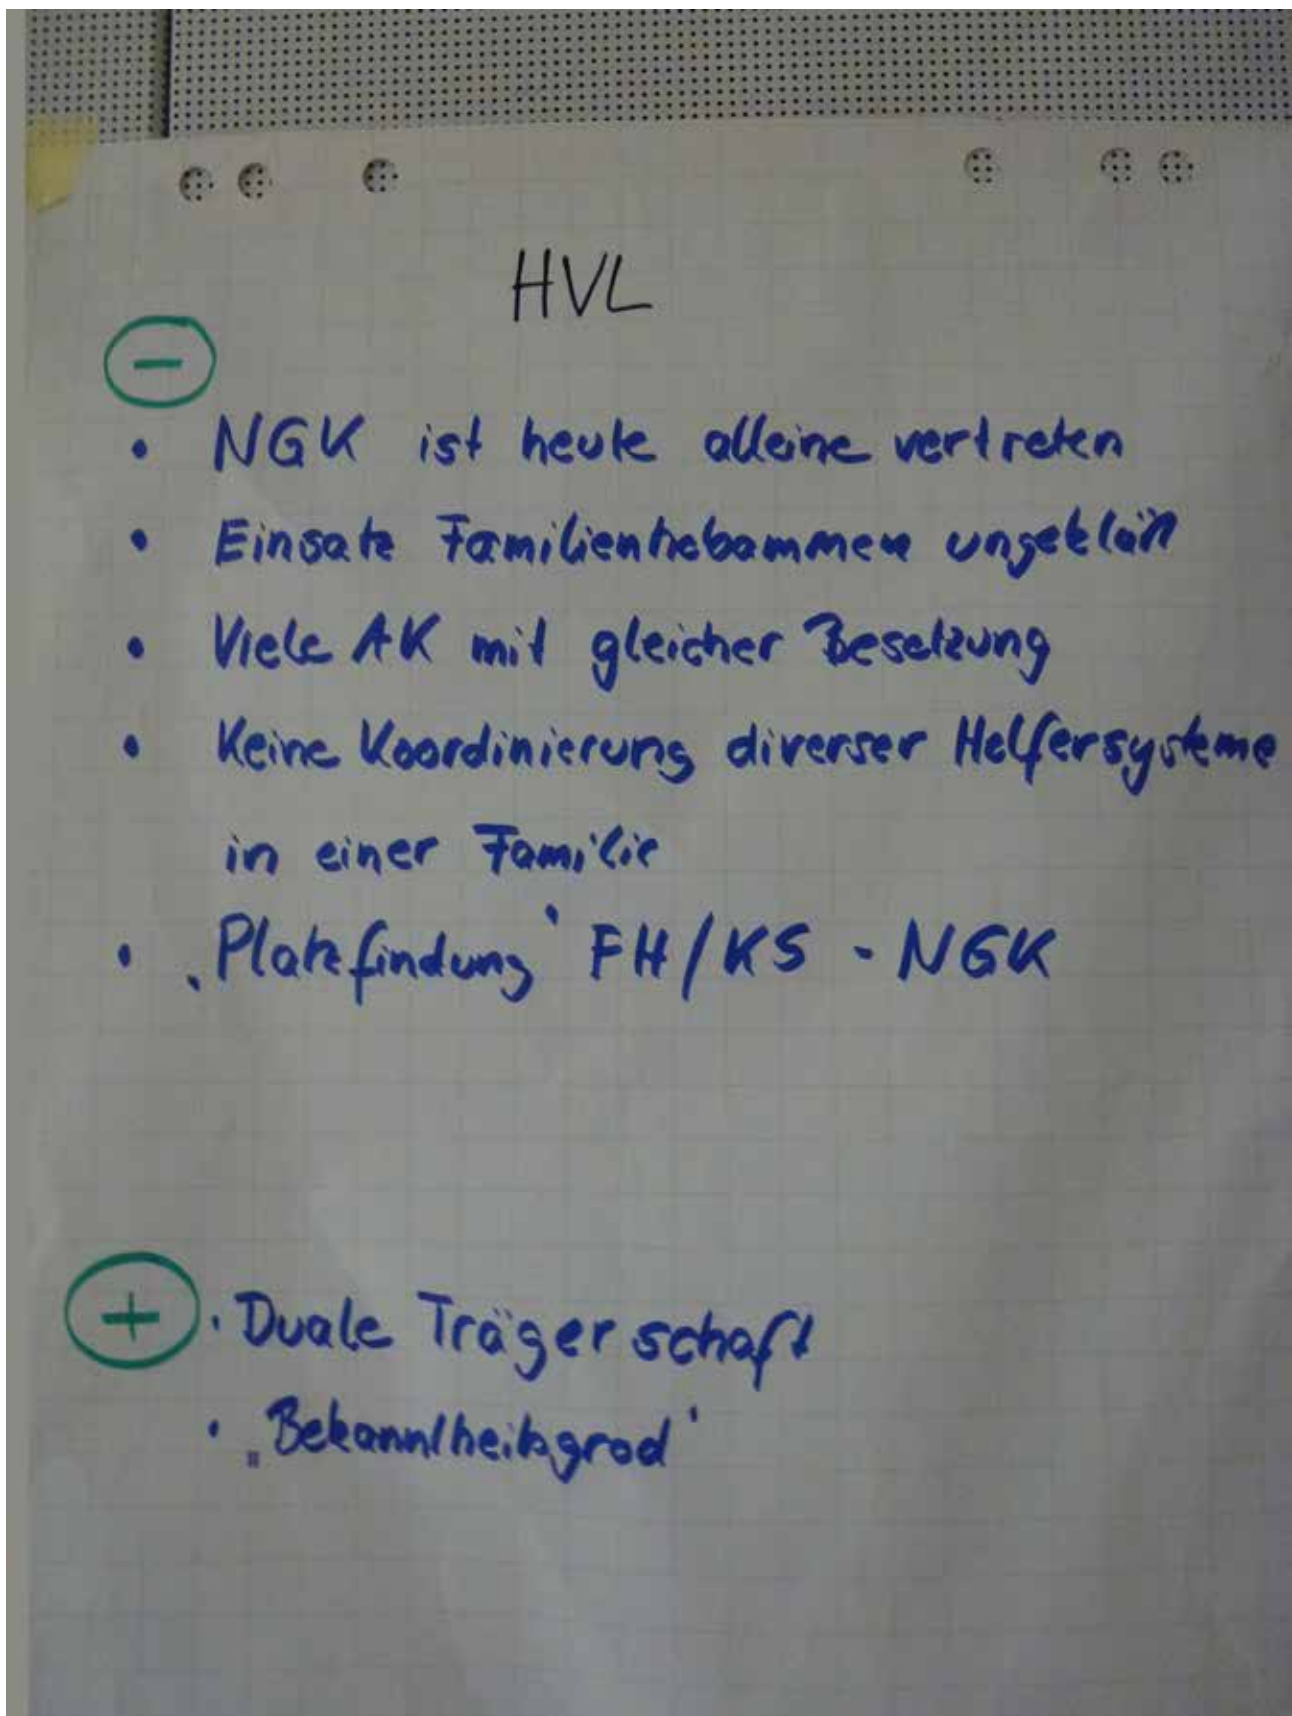 HVL
−
• NGK ist heute alleine vertreten
• Einsatz Familienhebammen ungeklärt
• Viele AK mit gleicher Besetzung
• Keine Koordinierung diverser Helfersysteme
in einer Familie
• „Platzfindung“ FH/KS - NGK
+ • Duale Trägerschaft
• „Bekanntheitsgrad“